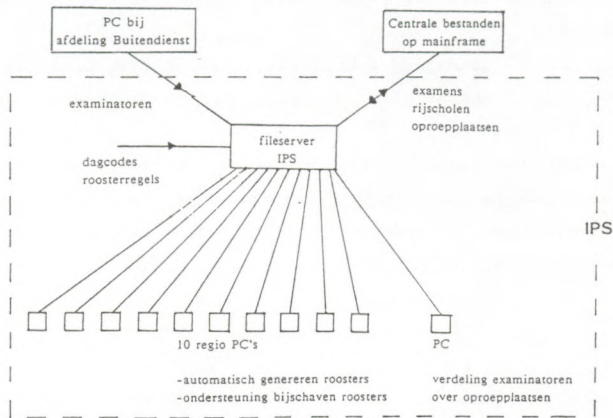 PC bij
afdeling Buitendienst
Centrale bestanden
op mainframe
examinatoren
examens
rijscholen
oproepplaatsen
fileserver
IPS
dagcodes
roosterregels
IPS
10 regio PC's
PC
-automatisch genereren roosters
-ondersteuning bijschaven roosters
verdeling examinatoren
over oproepplaatsen